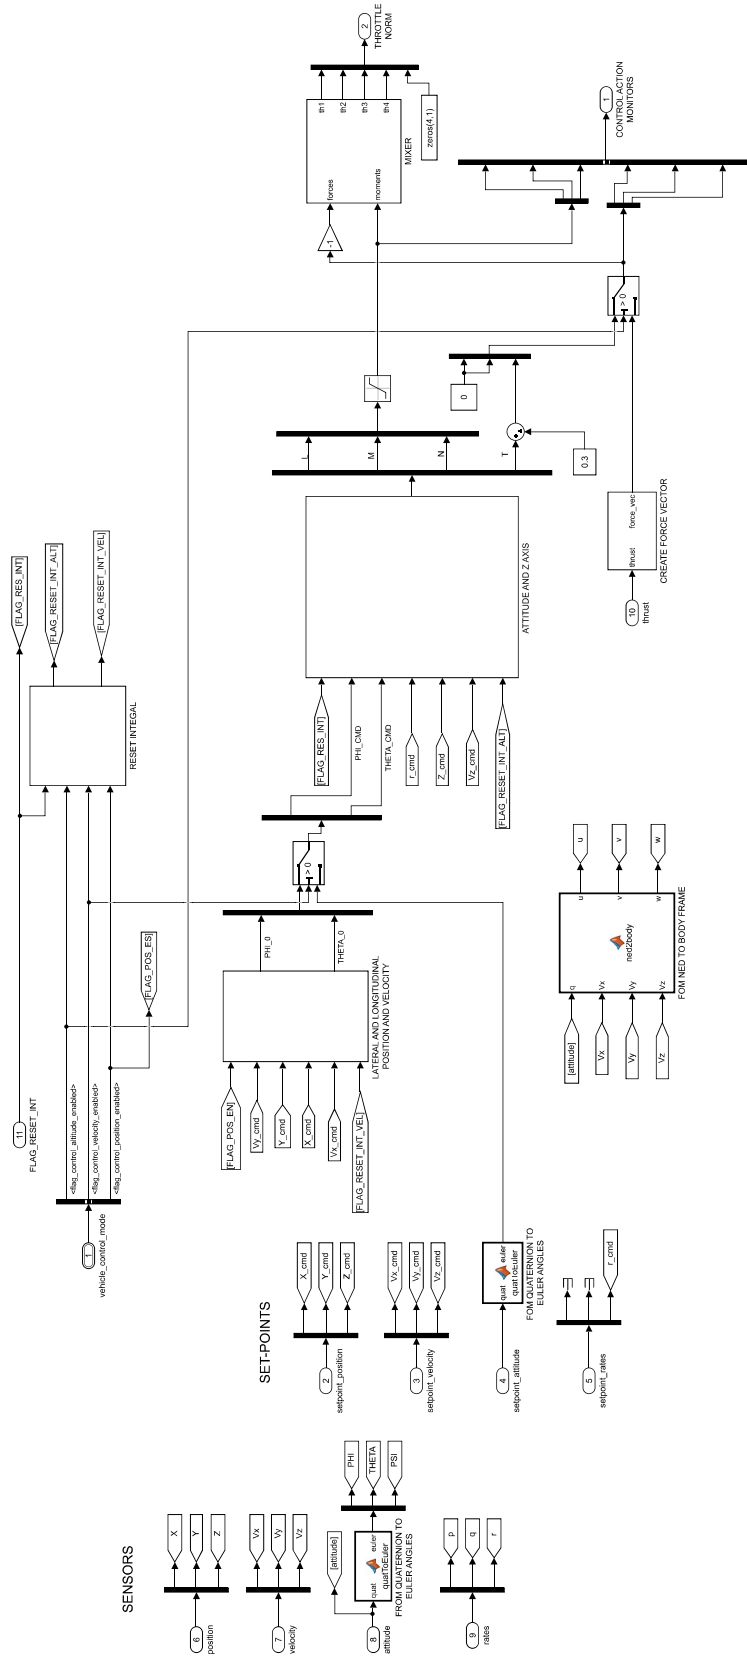 SENSORS
6
position
X
Y
Z
7
velocity
Vx
Vy
Vz
8
attitude
[attitude]
quat
euler
quatToEuler
FROM QUATERNION TO
EULER ANGLES
PHI
THETA
PSI
9
rates
p
q
r
SET-POINTS
2
setpoint_position
X_cmd
Y_cmd
Z_cmd
3
setpoint_velocity
Vx_cmd
Vy_cmd
Vz_cmd
4
setpoint_attitude
quat
euler
quatToEuler
FOM QUATERNION TO
EULER ANGLES
5
setpoint_rates
r_cmd
1
vehicle_control_mode
11
FLAG_RESET_INT
<flag_control_altitude_enabled>
<flag_control_velocity_enabled>
<flag_control_position_enabled>
[FLAG_POS_ES]
RESET INTEGAL
[FLAG_RES_INT]
[FLAG_RESET_INT_ALT]
[FLAG_RESET_INT_VEL]
[FLAG_POS_EN]
Vy_cmd
Y_cmd
X_cmd
Vx_cmd
[FLAG_RESET_INT_VEL]
LATERAL AND LONGITUDINAL
POSITION AND VELOCITY
PHI_0
THETA_0
> 0
[FLAG_RES_INT]
PHI_CMD
THETA_CMD
r_cmd
Z_cmd
Vz_cmd
[FLAG_RESET_INT_ALT]
ATTITUDE AND Z AXIS
L
M
N
T
0.3
0
[attitude]
Vx
Vy
Vz
q
Vx
Vy
Vz
ned2body
u
v
w
u
v
w
FOM NED TO BODY FRAME
10
thrust
thrust
force_vec
CREATE FORCE VECTOR
> 0
-1
forces
moments
th1
th2
th3
th4
MIXER
zeros(4,1)
2
THROTTLE
NORM
1
CONTROL ACTION
MONITORS